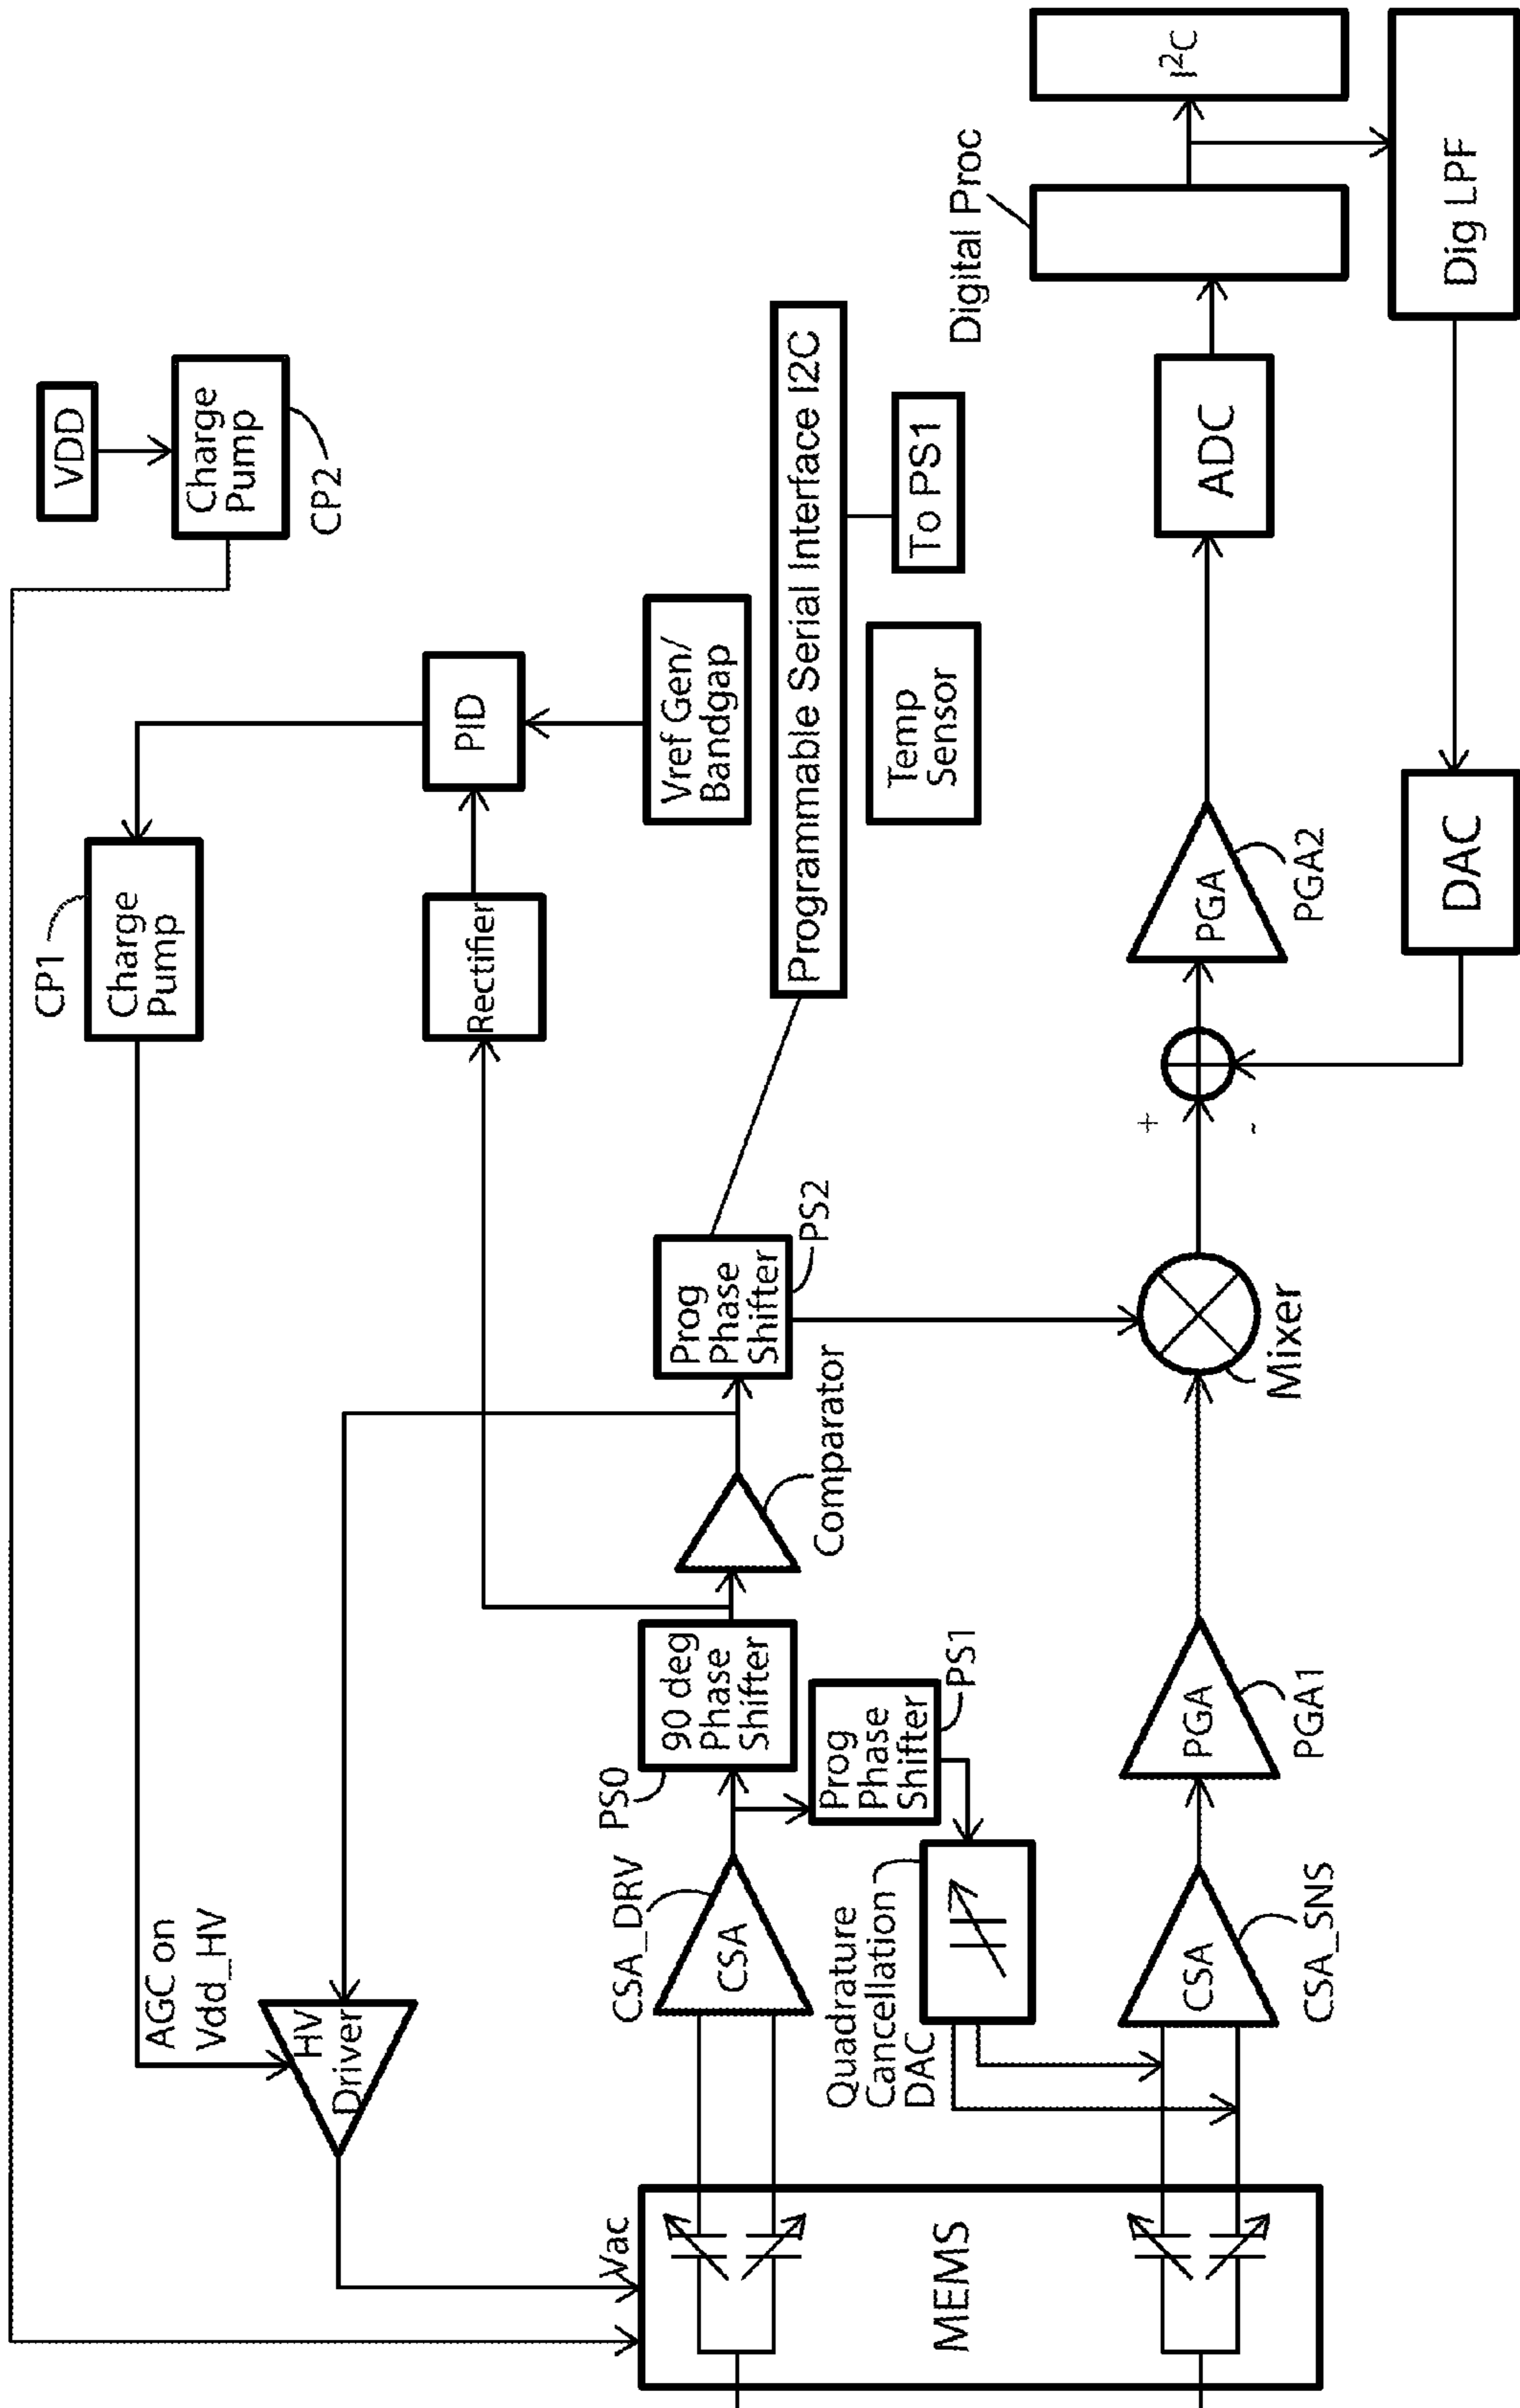 VDD
Charge
Pump
CP2
CP1
Charge
Pump
PID
Rectifier
Vref Gen/
Bandgap
AGC on
Vdd_HV
HV
Driver
Vac
Programmable Serial Interface I2C
To PS1
Temp
Sensor
CSA_DRV
CSA
PS0
90 deg
Phase
Shifter
Comparator
Prog
Phase
Shifter
PS2
Prog
Phase
Shifter
PS1
Quadrature
Cancellation
DAC
MEMS
CSA
CSA_SNS
PGA
PGA1
Mixer
+
-
PGA
PGA2
ADC
Digital Proc
I²C
Dig LPF
DAC